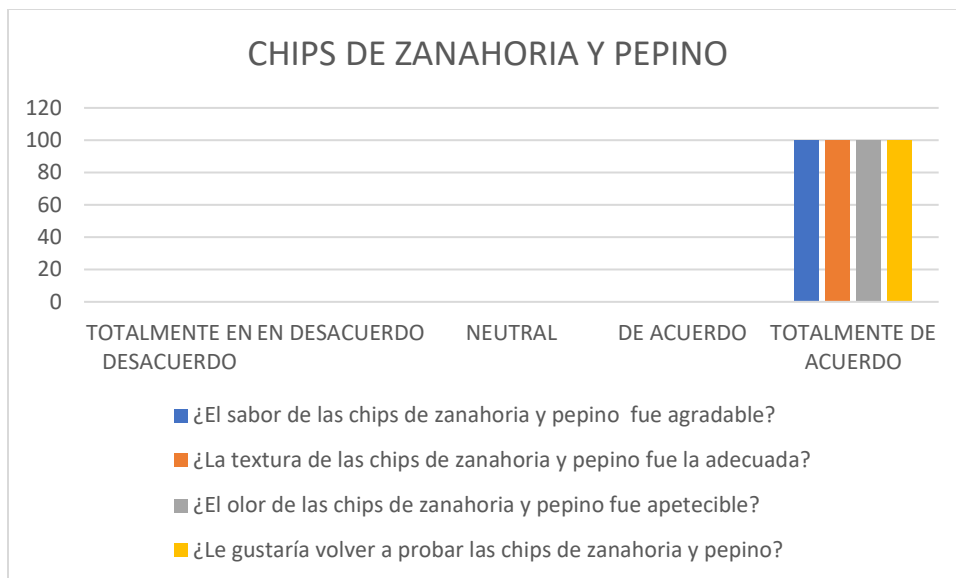 CHIPS DE ZANAHORIA Y PEPINO
120
100
80
60
40
20
0
TOTALMENTE EN DESACUERDO
EN DESACUERDO
NEUTRAL
DE ACUERDO
TOTALMENTE DE ACUERDO
¿El sabor de las chips de zanahoria y pepino fue agradable?
¿La textura de las chips de zanahoria y pepino fue la adecuada?
¿El olor de las chips de zanahoria y pepino fue apetecible?
¿Le gustaría volver a probar las chips de zanahoria y pepino?